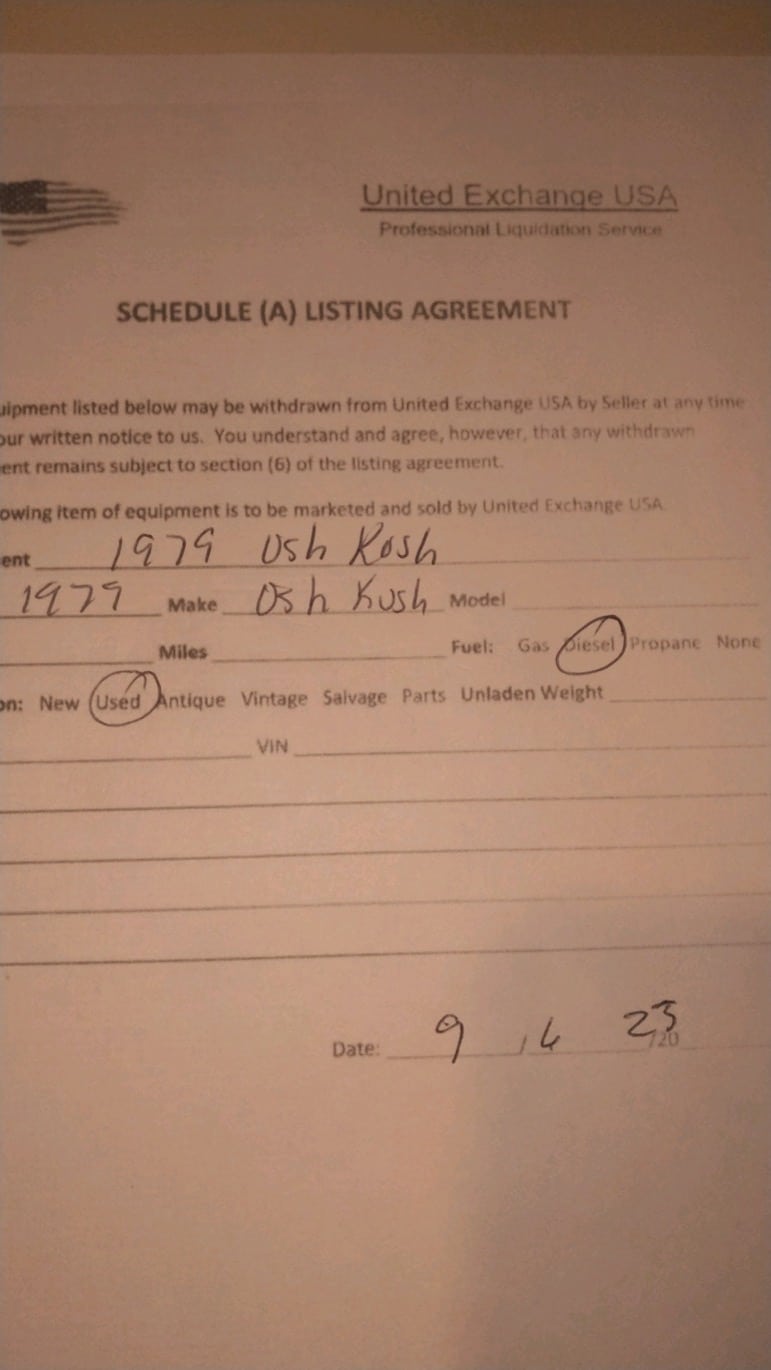 United Exchange USA
Professional Liquidation Service
SCHEDULE (A) LISTING AGREEMENT
uipment listed below may be withdrawn from United Exchange USA by Seller at any time
our written notice to us. You understand and agree, however, that any withdrawn
ent remains subject to section (6) of the listing agreement.
owing item of equipment is to be marketed and sold by United Exchange USA.
ent 1979 Osh Kosh
1979 Make Osh Kosh Model
Miles Fuel: Gas Diesel Propane None
on: New Used Antique Vintage Salvage Parts Unladen Weight
VIN
Date: 9 / 6 23 /20